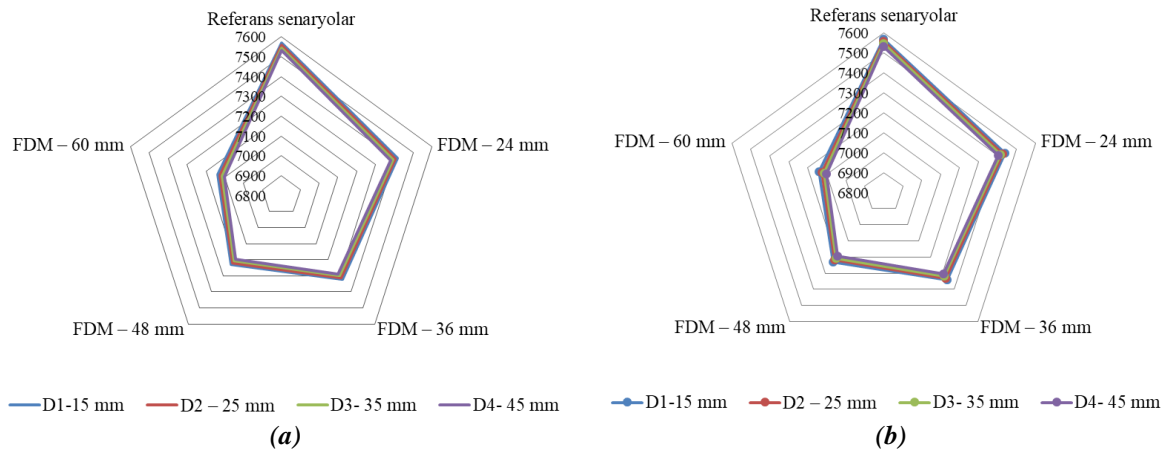 Referans senaryolar
7600
7500
7400
7300
7200
7100
7000
6900
6800
FDM – 24 mm
FDM – 36 mm
FDM – 48 mm
FDM – 60 mm
D1-15 mm D2 – 25 mm D3- 35 mm D4- 45 mm
(a)
Referans senaryolar
7600
7500
7400
7300
7200
7100
7000
6900
6800
FDM – 24 mm
FDM – 36 mm
FDM – 48 mm
FDM – 60 mm
D1-15 mm D2 – 25 mm D3- 35 mm D4- 45 mm
(b)